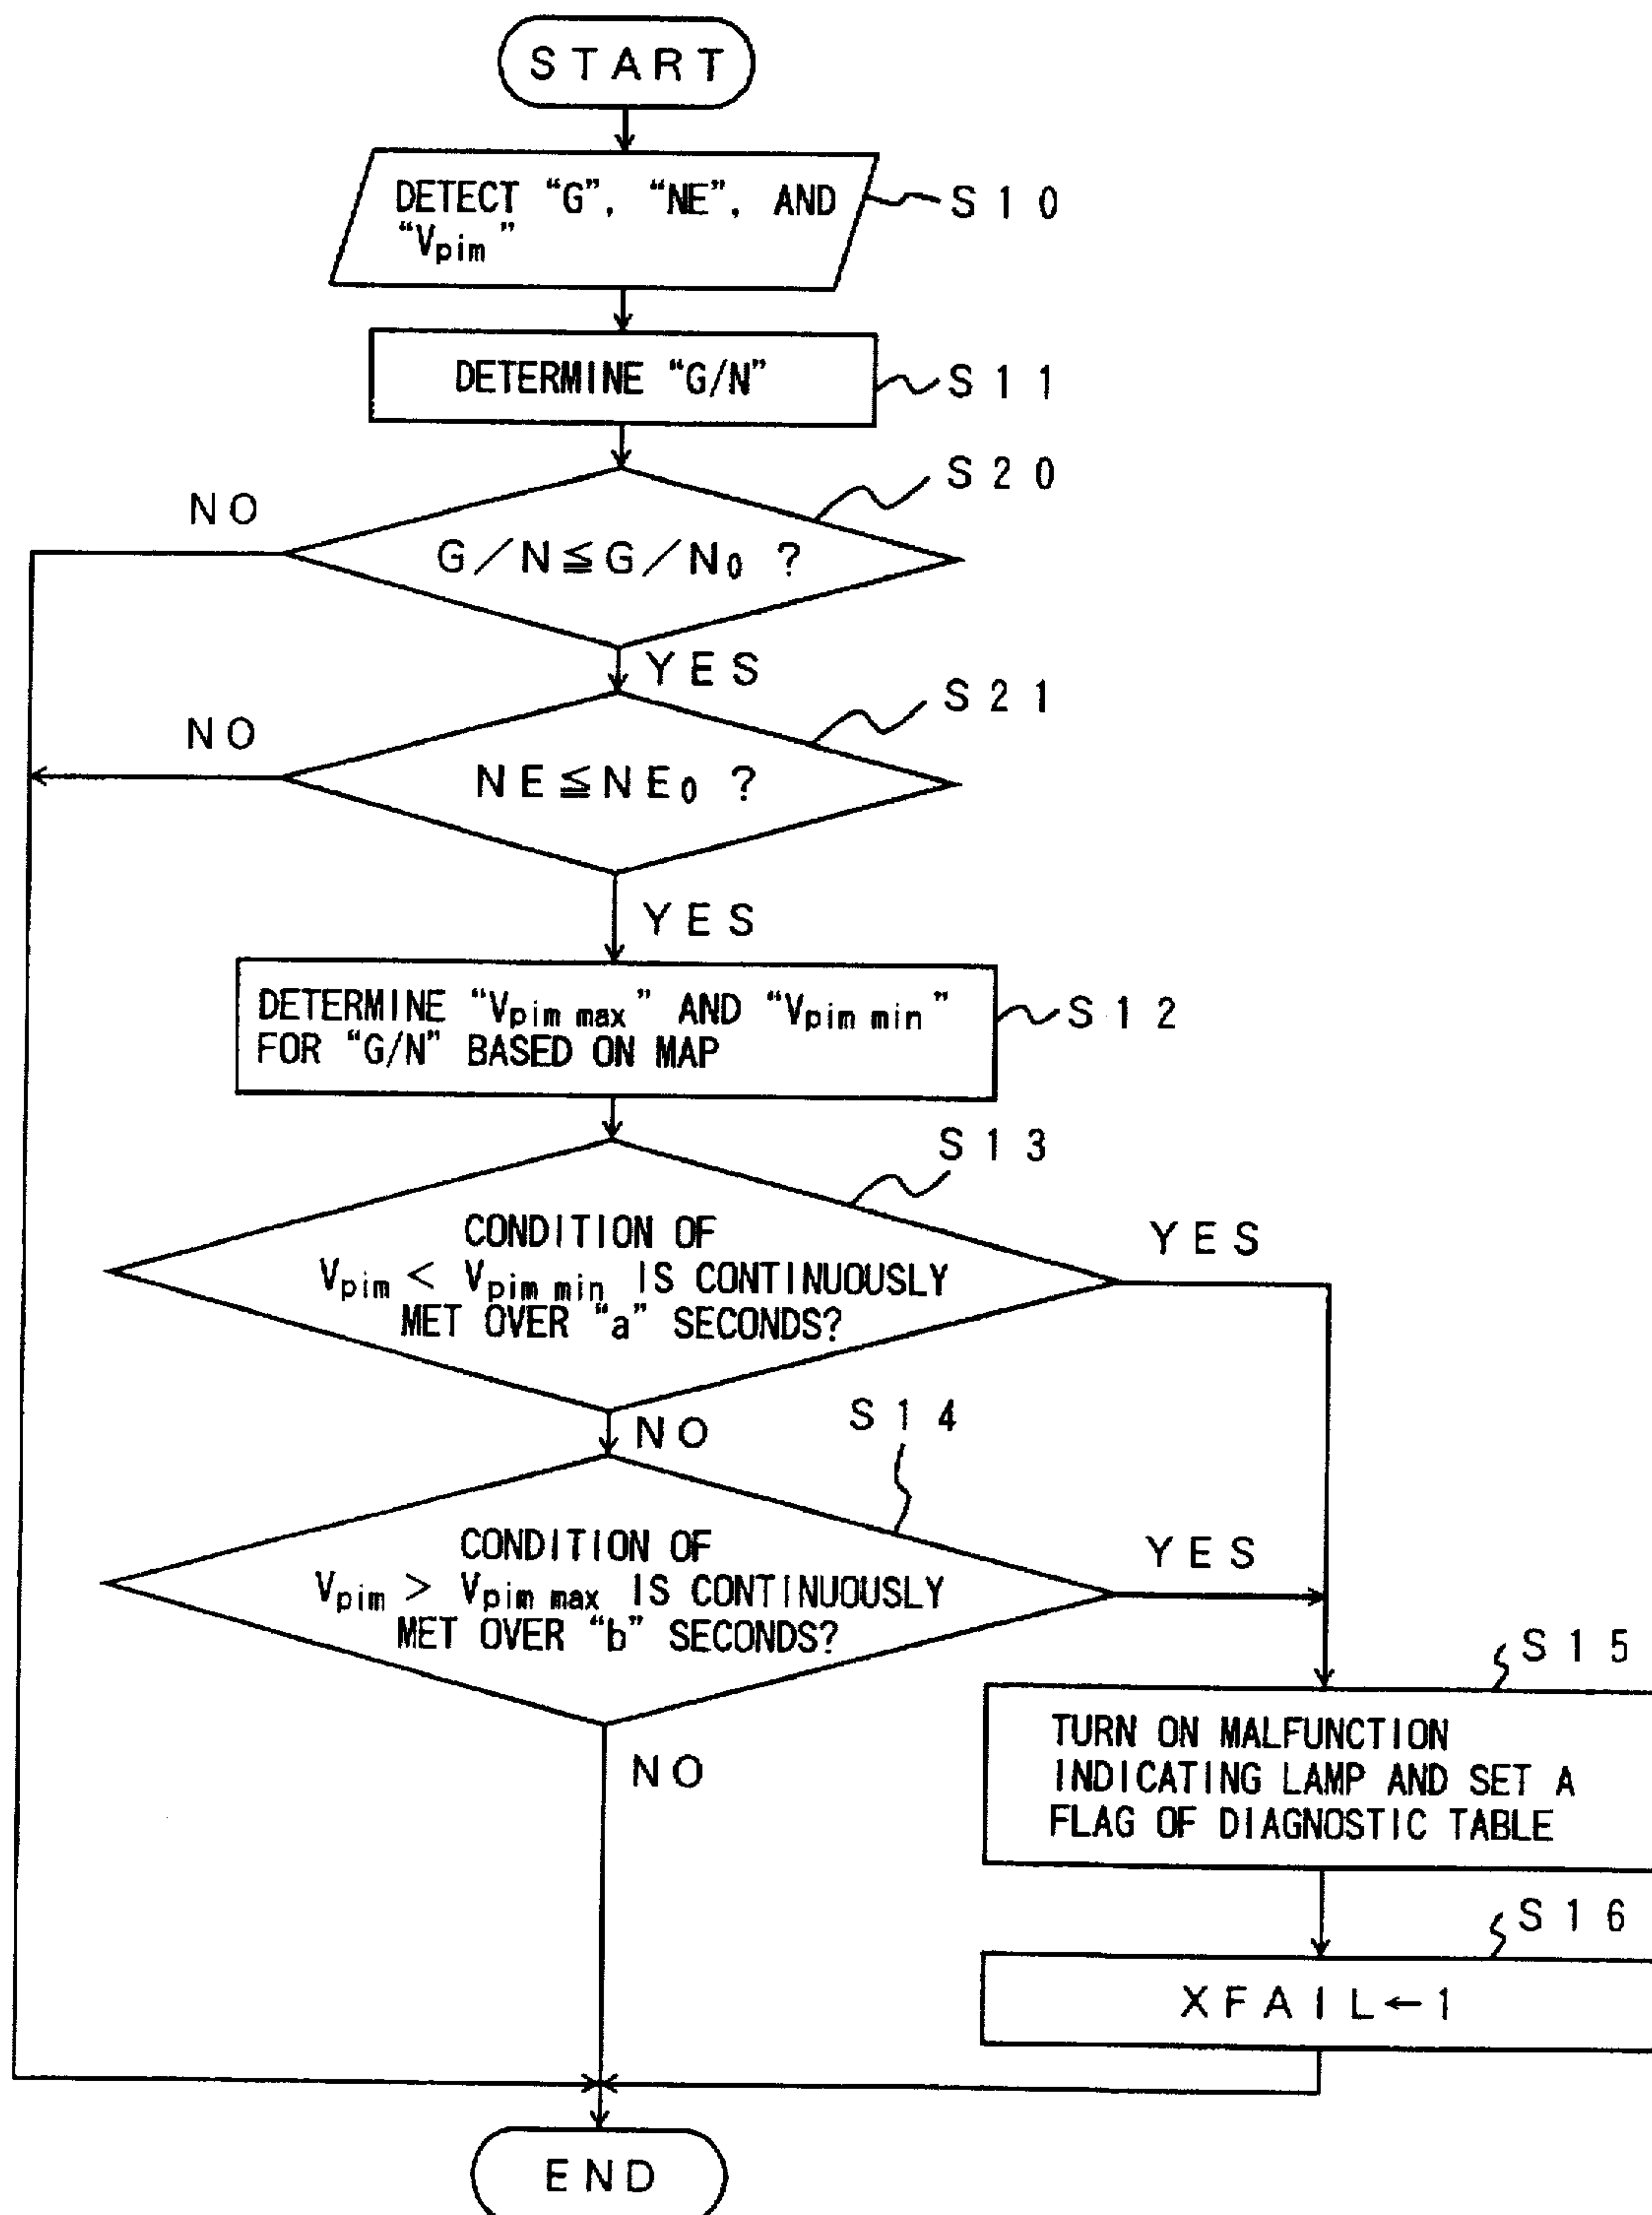 START
DETECT “G”, “NE”, AND
“Vpim”
S10
DETERMINE “G/N”
S11
S20
NO
G/N≦G/N0 ?
YES
S21
NO
NE≦NE0 ?
YES
DETERMINE “Vpim max” AND “Vpim min”
FOR “G/N” BASED ON MAP
S12
S13
CONDITION OF
Vpim < Vpim min IS CONTINUOUSLY
MET OVER “a” SECONDS?
YES
NO
S14
CONDITION OF
Vpim > Vpim max IS CONTINUOUSLY
MET OVER “b” SECONDS?
YES
NO
S15
TURN ON MALFUNCTION
INDICATING LAMP AND SET A
FLAG OF DIAGNOSTIC TABLE
S16
XFAIL←1
END